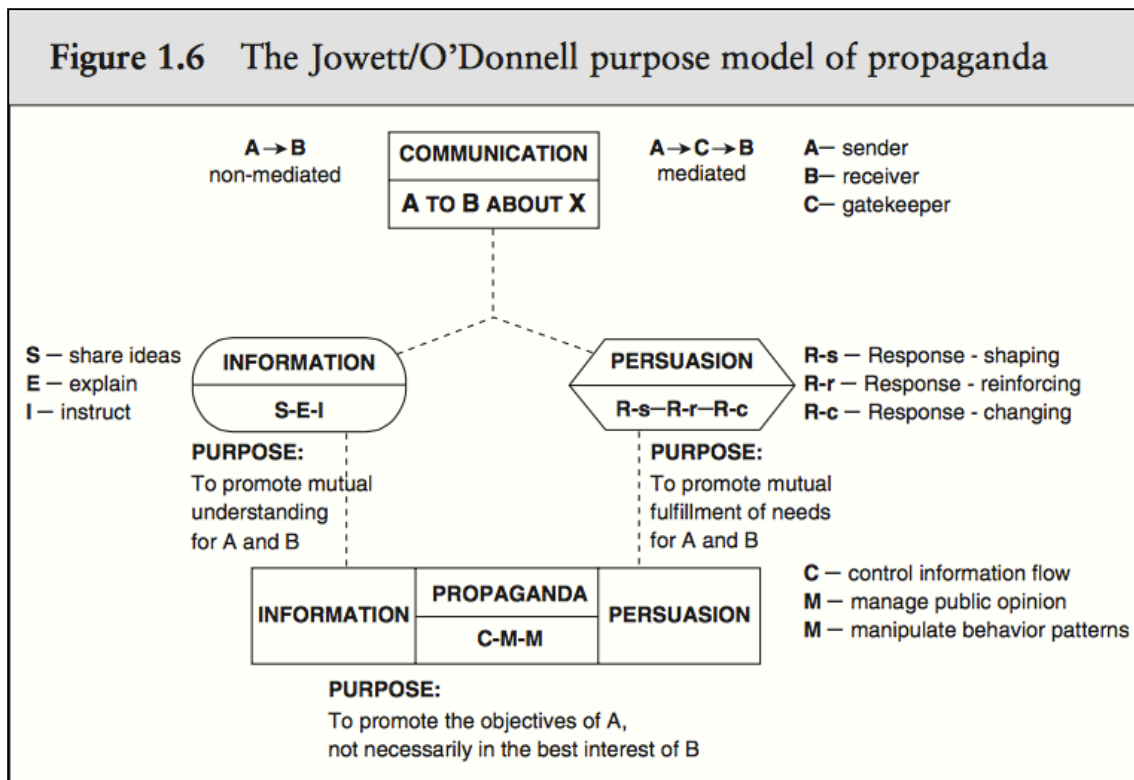 Figure 1.6 The Jowett/O'Donnell purpose model of propaganda
A→B
non-mediated
COMMUNICATION
A TO B ABOUT X
A→C→B
mediated
A— sender
B— receiver
C— gatekeeper
S — share ideas
E — explain
I — instruct
INFORMATION
S-E-I
PERSUASION
R-s—R-r—R-c
R-s — Response - shaping
R-r — Response - reinforcing
R-c — Response - changing
PURPOSE:
To promote mutual
understanding
for A and B
PURPOSE:
To promote mutual
fulfillment of needs
for A and B
INFORMATION
PROPAGANDA
C-M-M
PERSUASION
C — control information flow
M — manage public opinion
M — manipulate behavior patterns
PURPOSE:
To promote the objectives of A,
not necessarily in the best interest of B